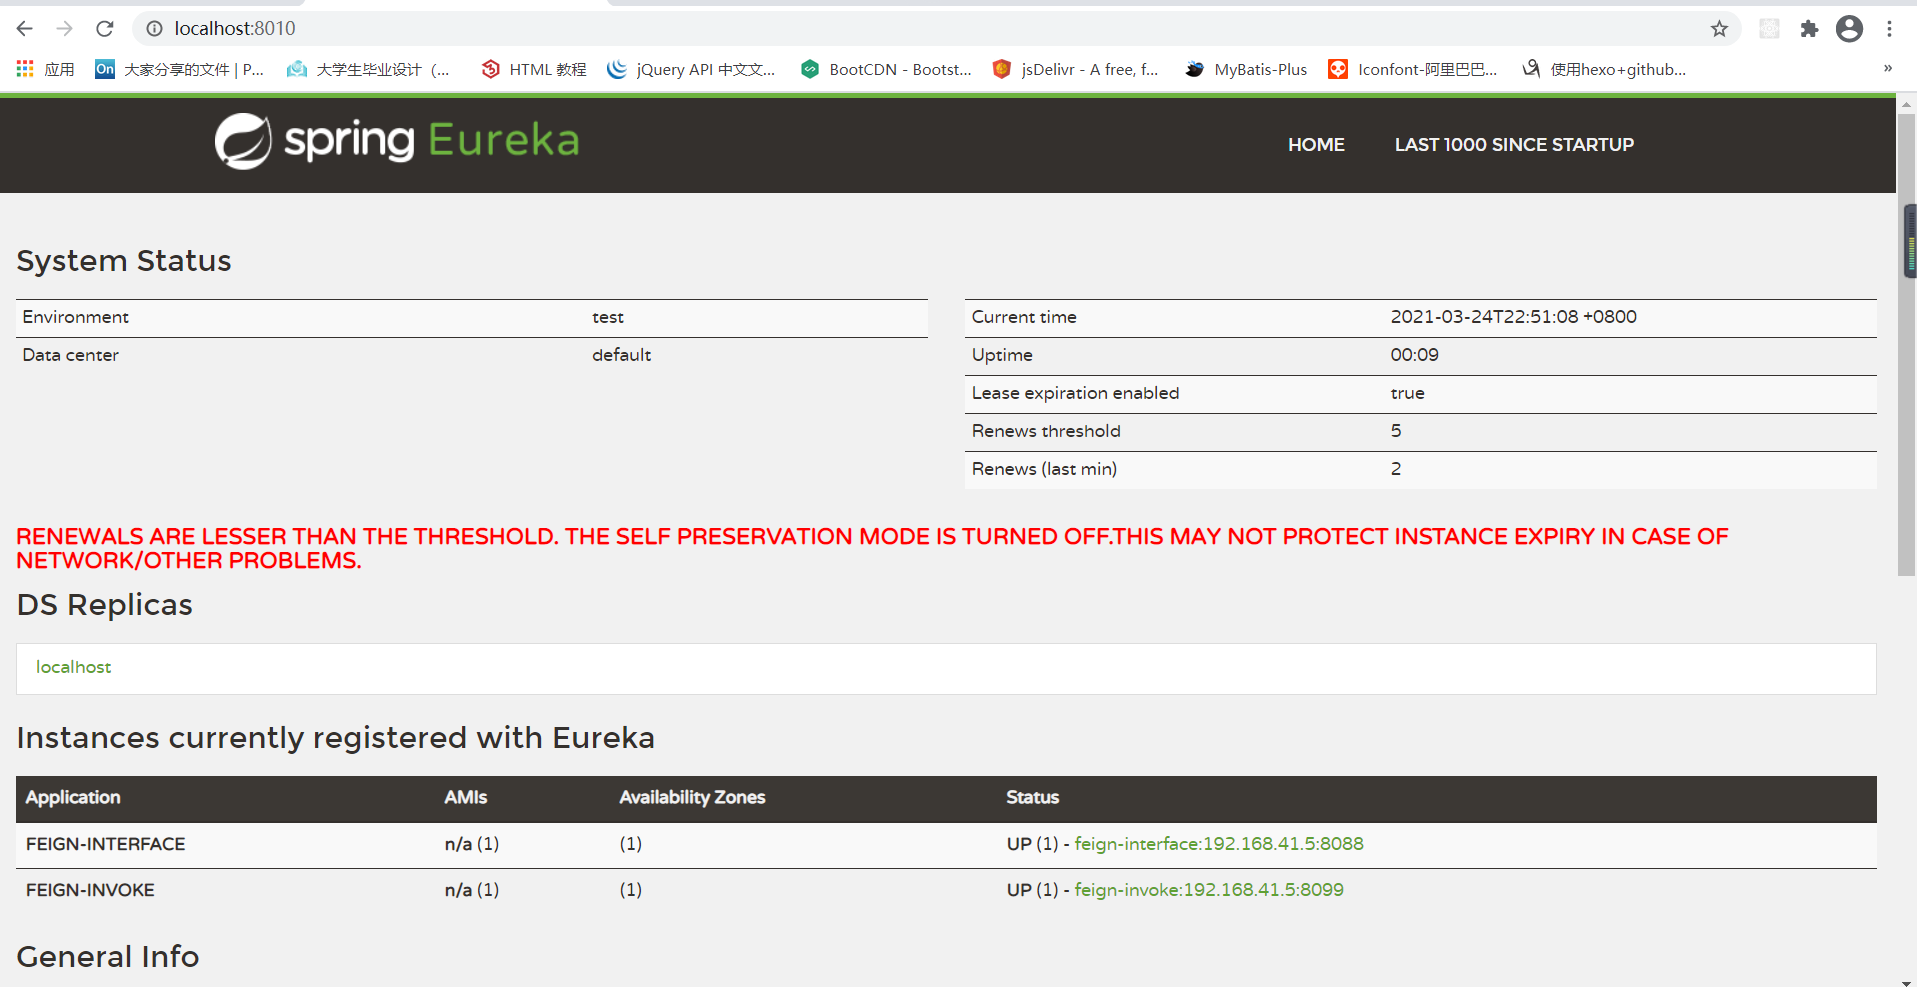 localhost:8010
应用 大家分享的文件 | P... 大学生毕业设计（... HTML 教程 jQuery API 中文文... BootCDN - Bootst... jsDelivr - A free, f... MyBatis-Plus Iconfont-阿里巴巴... 使用hexo+github... »
spring Eureka HOME LAST 1000 SINCE STARTUP
System Status
Environment test
Data center default
Current time 2021-03-24T22:51:08 +0800
Uptime 00:09
Lease expiration enabled true
Renews threshold 5
Renews (last min) 2
RENEWALS ARE LESSER THAN THE THRESHOLD. THE SELF PRESERVATION MODE IS TURNED OFF.THIS MAY NOT PROTECT INSTANCE EXPIRY IN CASE OF
NETWORK/OTHER PROBLEMS.
DS Replicas
localhost
Instances currently registered with Eureka
Application AMIs Availability Zones Status
FEIGN-INTERFACE n/a (1) (1) UP (1) - feign-interface:192.168.41.5:8088
FEIGN-INVOKE n/a (1) (1) UP (1) - feign-invoke:192.168.41.5:8099
General Info